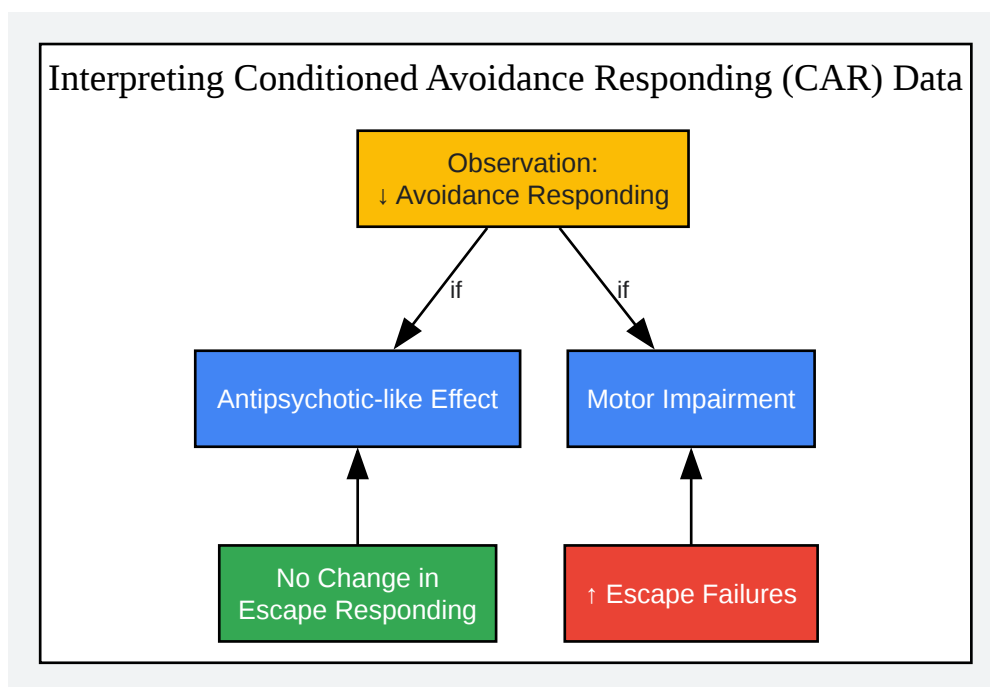 Interpreting Conditioned Avoidance Responding (CAR) Data
Observation:
↓ Avoidance Responding
if
if
Antipsychotic-like Effect
Motor Impairment
No Change in
Escape Responding
↑ Escape Failures